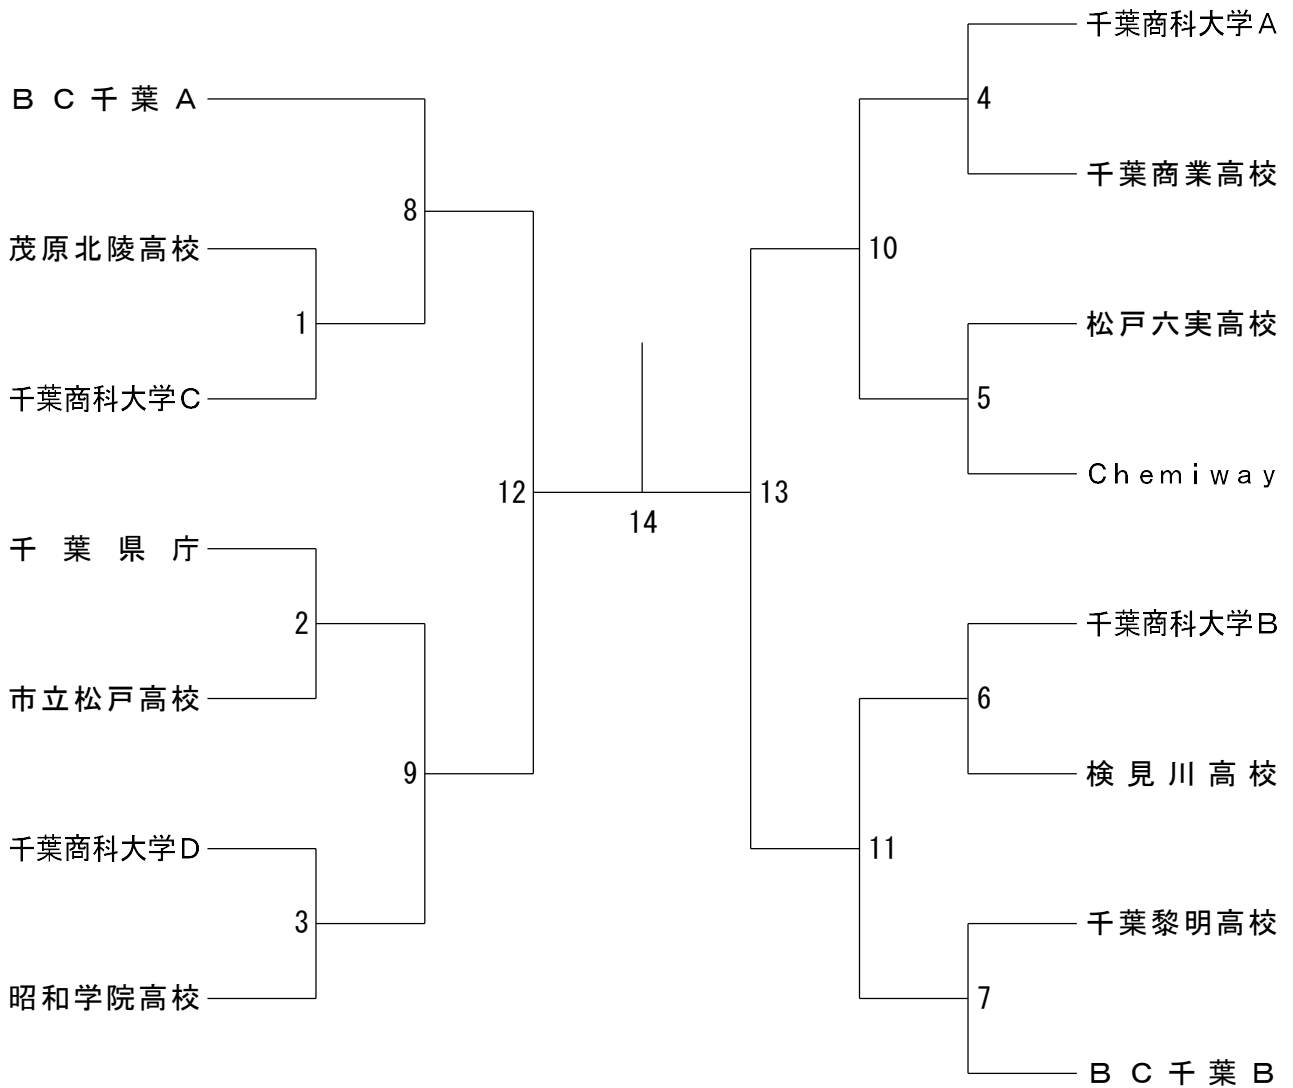 BC千葉A
8
茂原北陵高校
1
千葉商科大学C
12
千葉県庁
2
市立松戸高校
9
千葉商科大学D
3
昭和学院高校
14
千葉商科大学A
4
千葉商業高校
10
松戸六実高校
5
Chemiway
13
千葉商科大学B
6
検見川高校
11
千葉黎明高校
7
BC千葉B